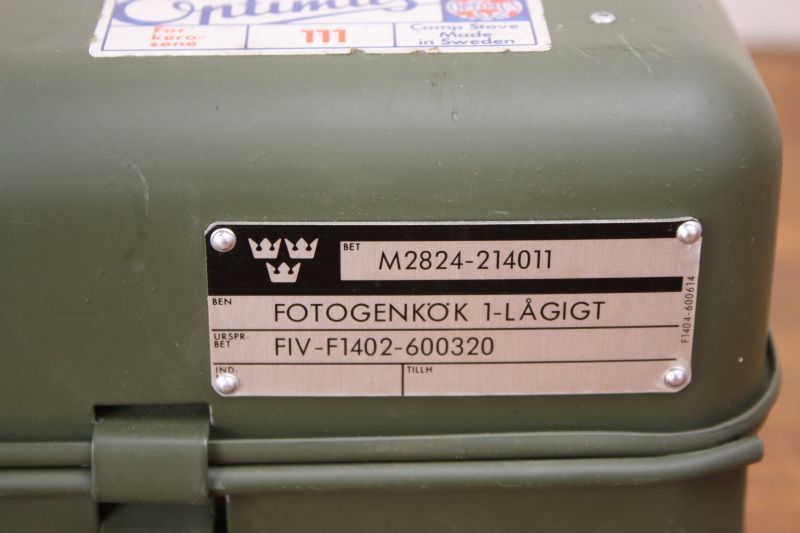 Optimus
OPTIMUS
For
kero-
sene
111
Camp Stove
Made
in Sweden
BET
M2824-214011
BEN
FOTOGENKÖK 1-LÅGIGT
URSPR.
BET
FIV-F1402-600320
IND.
TILLH
F1404-600614